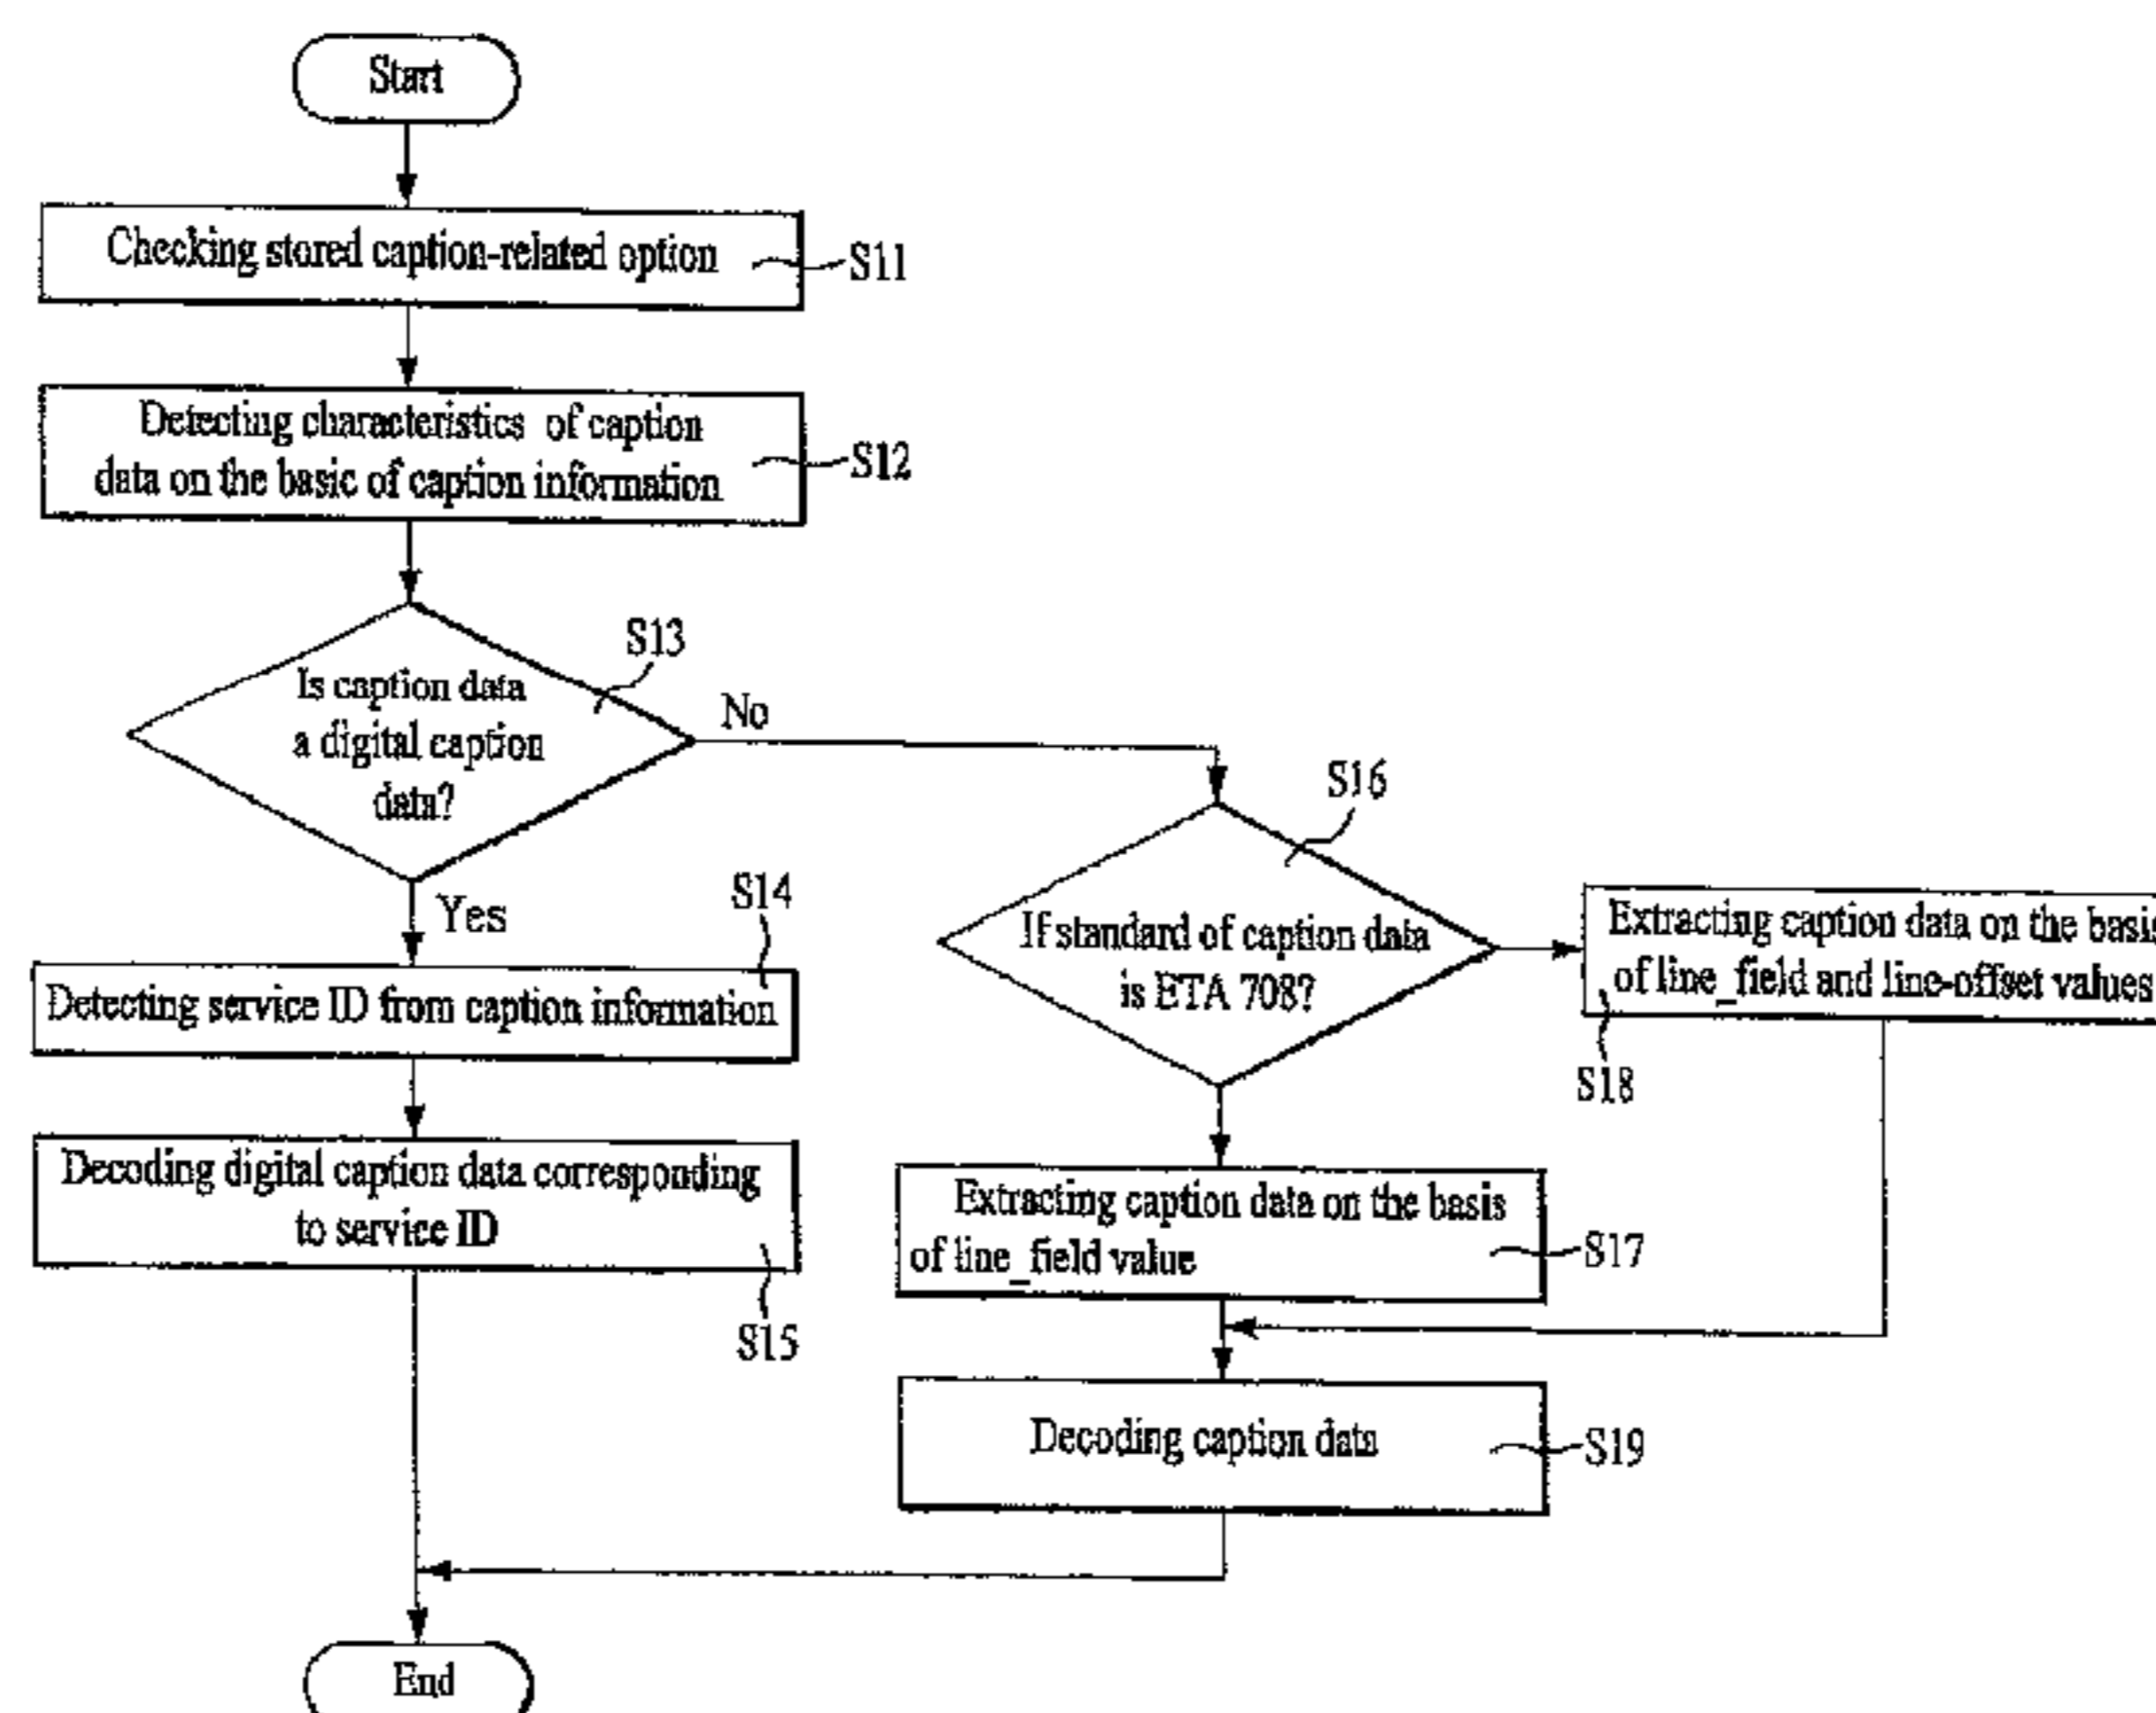 Start
Checking stored caption-related option
S11
Detecting characteristics of caption
data on the basic of caption information
S12
S13
Is caption data
a digital caption
data?
No
Yes
S14
Detecting service ID from caption information
Decoding digital caption data corresponding
to service ID
S15
S16
If standard of caption data
is ETA 708?
Extracting caption data on the basis
of line_field and line-offset values
S18
Extracting caption data on the basis
of line_field value
S17
Decoding caption data
S19
End